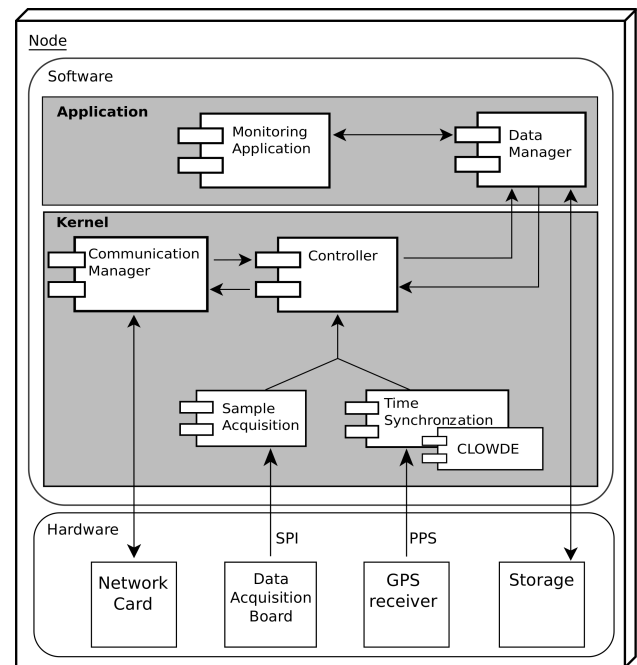 Node
Software
Application
Monitoring
Application
Data
Manager
Kernel
Communication
Manager
Controller
Sample
Acquisition
Time
Synchronzation
CLOWDE
Hardware
SPI
PPS
Network
Card
Data
Acquisition
Board
GPS
receiver
Storage